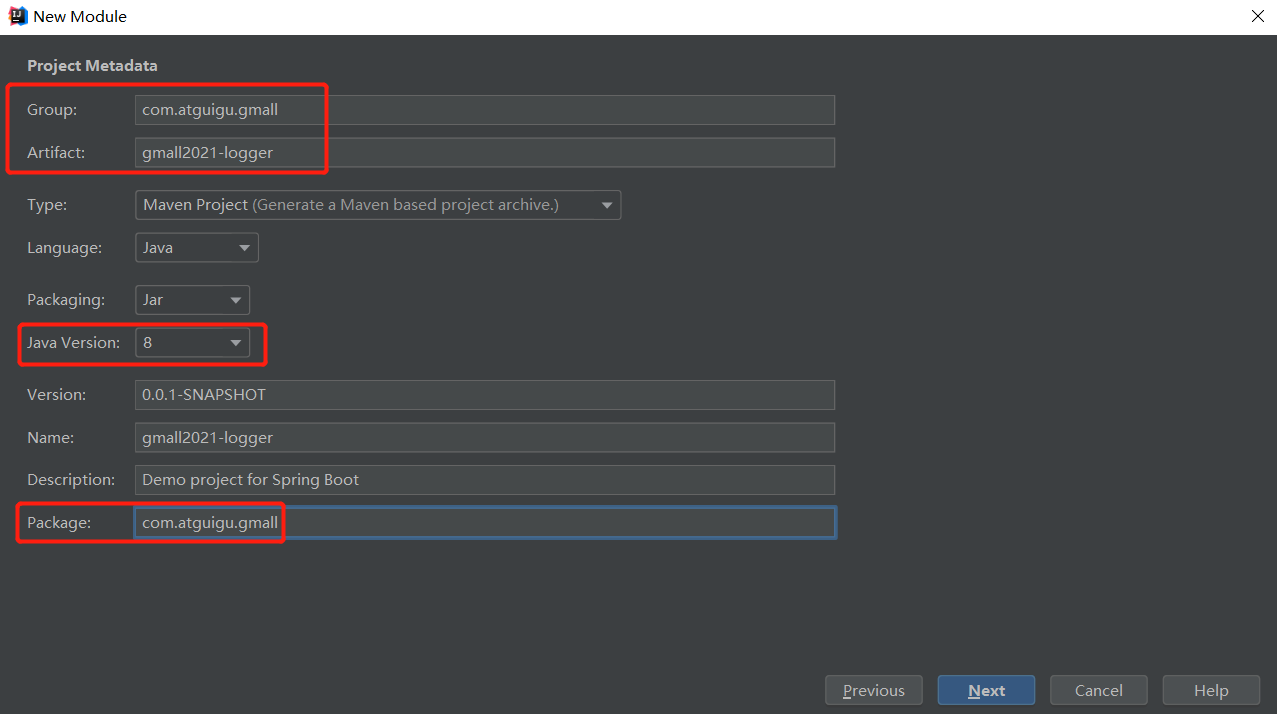 New Module
Project Metadata
Group: com.atguigu.gmall
Artifact: gmall2021-logger
Type: Maven Project (Generate a Maven based project archive.)
Language: Java
Packaging: Jar
Java Version: 8
Version: 0.0.1-SNAPSHOT
Name: gmall2021-logger
Description: Demo project for Spring Boot
Package: com.atguigu.gmall
Previous Next Cancel Help